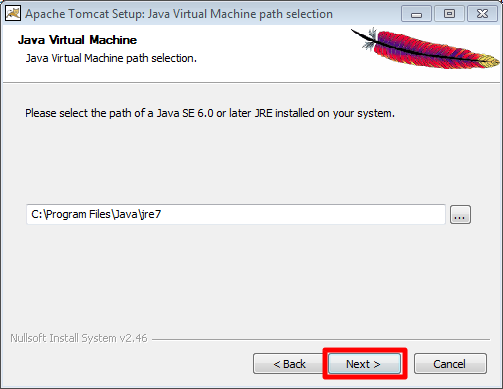 Apache Tomcat Setup: Java Virtual Machine path selection
Java Virtual Machine
Java Virtual Machine path selection.
Please select the path of a Java SE 6.0 or later JRE installed on your system.
C:\Program Files\Java\jre7
...
Nullsoft Install System v2.46
< Back Next > Cancel